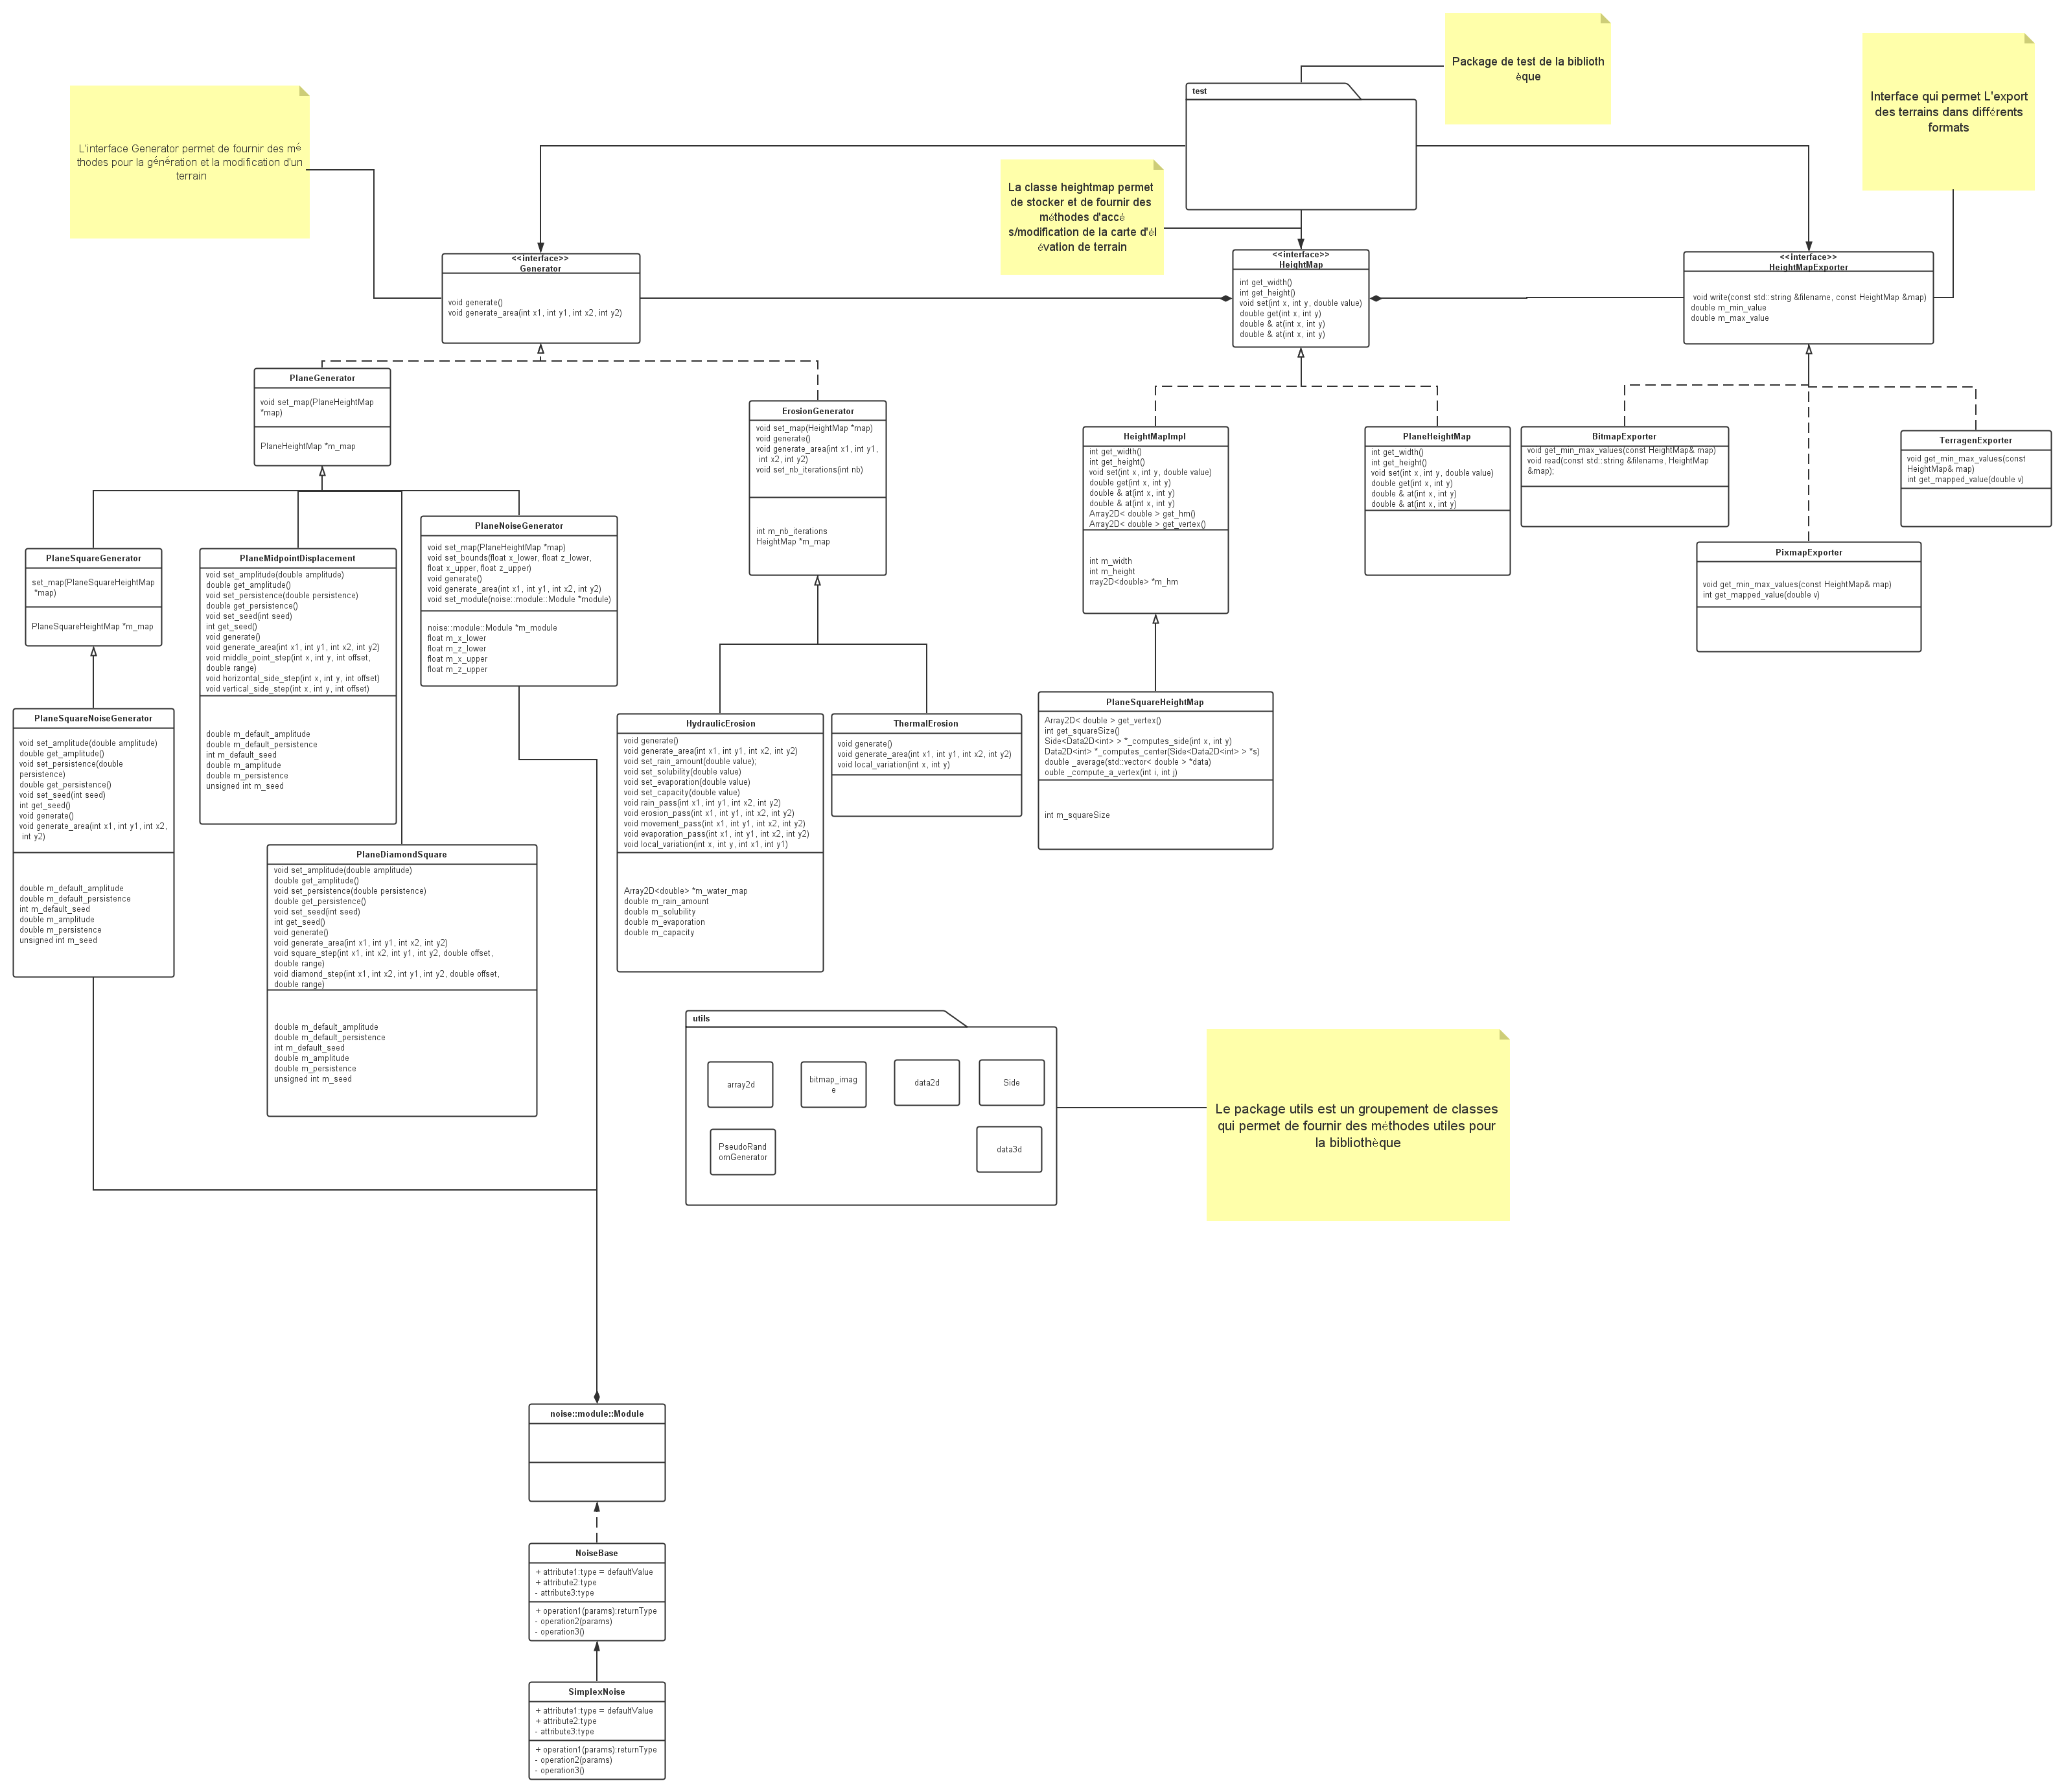 Package de test de la biblioth
èque
Interface qui permet L'export
des terrains dans différents
formats
test
L'interface Generator permet de fournir des mé
thodes pour la génération et la modification d'un
terrain
La classe heightmap permet
de stocker et de fournir des
méthodes d'accé
s/modification de la carte d'él
évation de terrain
<<interface>>
Generator
void generate()
void generate_area(int x1, int y1, int x2, int y2)
<<interface>>
HeightMap
int get_width()
int get_height()
void set(int x, int y, double value)
double get(int x, int y)
double & at(int x, int y)
double & at(int x, int y)
<<interface>>
HeightMapExporter
void write(const std::string &filename, const HeightMap &map)
double m_min_value
double m_max_value
PlaneGenerator
void set_map(PlaneHeightMap
*map)
PlaneHeightMap *m_map
ErosionGenerator
void set_map(HeightMap *map)
void generate()
void generate_area(int x1, int y1,
int x2, int y2)
void set_nb_iterations(int nb)
int m_nb_iterations
HeightMap *m_map
HeightMapImpl
int get_width()
int get_height()
void set(int x, int y, double value)
double get(int x, int y)
double & at(int x, int y)
double & at(int x, int y)
Array2D< double > get_hm()
Array2D< double > get_vertex()
int m_width
int m_height
rray2D<double> *m_hm
PlaneHeightMap
int get_width()
int get_height()
void set(int x, int y, double value)
double get(int x, int y)
double & at(int x, int y)
double & at(int x, int y)
BitmapExporter
void get_min_max_values(const HeightMap& map)
void read(const std::string &filename, HeightMap
&map);
TerragenExporter
void get_min_max_values(const
HeightMap& map)
int get_mapped_value(double v)
PixmapExporter
void get_min_max_values(const HeightMap& map)
int get_mapped_value(double v)
PlaneSquareGenerator
set_map(PlaneSquareHeightMap
*map)
PlaneSquareHeightMap *m_map
PlaneMidpointDisplacement
void set_amplitude(double amplitude)
double get_amplitude()
void set_persistence(double persistence)
double get_persistence()
void set_seed(int seed)
int get_seed()
void generate()
void generate_area(int x1, int y1, int x2, int y2)
void middle_point_step(int x, int y, int offset,
double range)
void horizontal_side_step(int x, int y, int offset)
void vertical_side_step(int x, int y, int offset)
double m_default_amplitude
double m_default_persistence
int m_default_seed
double m_amplitude
double m_persistence
unsigned int m_seed
PlaneNoiseGenerator
void set_map(PlaneHeightMap *map)
void set_bounds(float x_lower, float z_lower,
float x_upper, float z_upper)
void generate()
void generate_area(int x1, int y1, int x2, int y2)
void set_module(noise::module::Module *module)
noise::module::Module *m_module
float m_x_lower
float m_z_lower
float m_x_upper
float m_z_upper
PlaneSquareNoiseGenerator
void set_amplitude(double amplitude)
double get_amplitude()
void set_persistence(double
persistence)
double get_persistence()
void set_seed(int seed)
int get_seed()
void generate()
void generate_area(int x1, int y1, int x2,
int y2)
double m_default_amplitude
double m_default_persistence
int m_default_seed
double m_amplitude
double m_persistence
unsigned int m_seed
HydraulicErosion
void generate()
void generate_area(int x1, int y1, int x2, int y2)
void set_rain_amount(double value);
void set_solubility(double value)
void set_evaporation(double value)
void set_capacity(double value)
void rain_pass(int x1, int y1, int x2, int y2)
void erosion_pass(int x1, int y1, int x2, int y2)
void movement_pass(int x1, int y1, int x2, int y2)
void evaporation_pass(int x1, int y1, int x2, int y2)
void local_variation(int x, int y, int x1, int y1)
Array2D<double> *m_water_map
double m_rain_amount
double m_solubility
double m_evaporation
double m_capacity
ThermalErosion
void generate()
void generate_area(int x1, int y1, int x2, int y2)
void local_variation(int x, int y)
PlaneSquareHeightMap
Array2D< double > get_vertex()
int get_squareSize()
Side<Data2D<int> > *_computes_side(int x, int y)
Data2D<int> *_computes_center(Side<Data2D<int> > *s)
double _average(std::vector< double > *data)
ouble _compute_a_vertex(int i, int j)
int m_squareSize
PlaneDiamondSquare
void set_amplitude(double amplitude)
double get_amplitude()
void set_persistence(double persistence)
double get_persistence()
void set_seed(int seed)
int get_seed()
void generate()
void generate_area(int x1, int y1, int x2, int y2)
void square_step(int x1, int x2, int y1, int y2, double offset,
double range)
void diamond_step(int x1, int x2, int y1, int y2, double offset,
double range)
double m_default_amplitude
double m_default_persistence
int m_default_seed
double m_amplitude
double m_persistence
unsigned int m_seed
utils
array2d
bitmap_imag
e
data2d
Side
PseudoRand
omGenerator
data3d
Le package utils est un groupement de classes
qui permet de fournir des méthodes utiles pour
la bibliothèque
noise::module::Module
NoiseBase
+ attribute1:type = defaultValue
+ attribute2:type
- attribute3:type
+ operation1(params):returnType
- operation2(params)
- operation3()
SimplexNoise
+ attribute1:type = defaultValue
+ attribute2:type
- attribute3:type
+ operation1(params):returnType
- operation2(params)
- operation3()